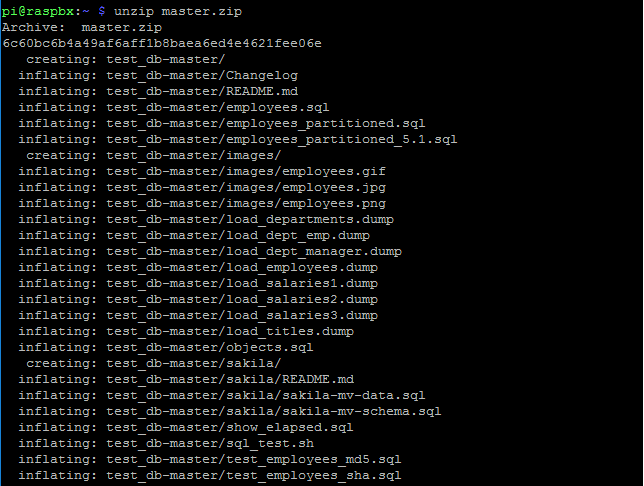 pi@raspbx:~ $ unzip master.zip
Archive:  master.zip
6c60bc6b4a49af6aff1b8baea6ed4e4621fee06e
   creating: test_db-master/
  inflating: test_db-master/Changelog
  inflating: test_db-master/README.md
  inflating: test_db-master/employees.sql
  inflating: test_db-master/employees_partitioned.sql
  inflating: test_db-master/employees_partitioned_5.1.sql
   creating: test_db-master/images/
  inflating: test_db-master/images/employees.gif
  inflating: test_db-master/images/employees.jpg
  inflating: test_db-master/images/employees.png
  inflating: test_db-master/load_departments.dump
  inflating: test_db-master/load_dept_emp.dump
  inflating: test_db-master/load_dept_manager.dump
  inflating: test_db-master/load_employees.dump
  inflating: test_db-master/load_salaries1.dump
  inflating: test_db-master/load_salaries2.dump
  inflating: test_db-master/load_salaries3.dump
  inflating: test_db-master/load_titles.dump
  inflating: test_db-master/objects.sql
   creating: test_db-master/sakila/
  inflating: test_db-master/sakila/README.md
  inflating: test_db-master/sakila/sakila-mv-data.sql
  inflating: test_db-master/sakila/sakila-mv-schema.sql
  inflating: test_db-master/show_elapsed.sql
  inflating: test_db-master/sql_test.sh
  inflating: test_db-master/test_employees_md5.sql
  inflating: test_db-master/test_employees_sha.sql